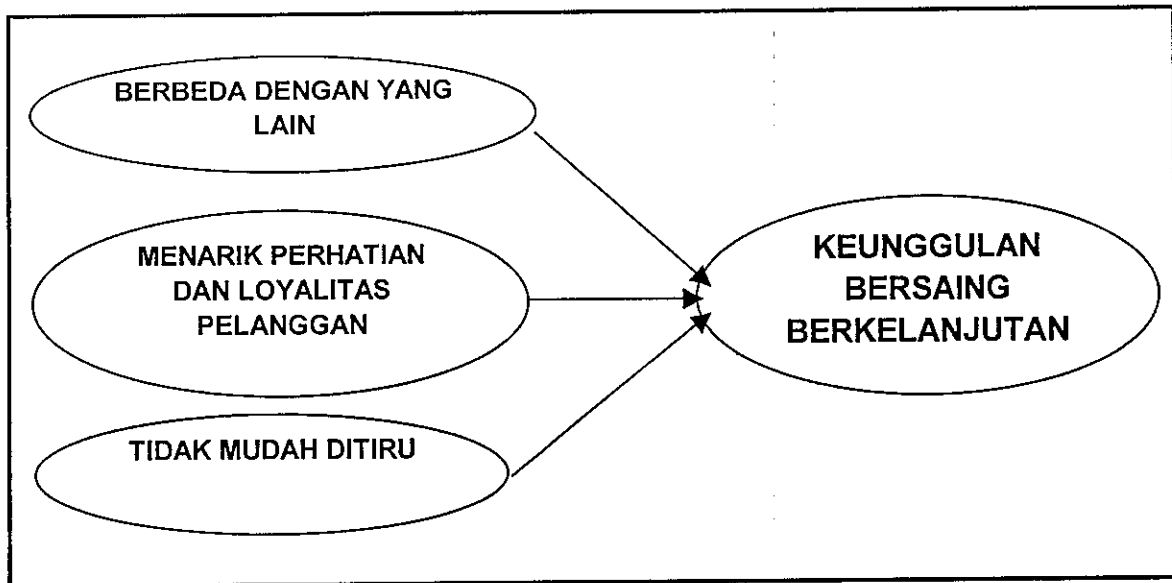 BERBEDA DENGAN YANG
LAIN
MENARIK PERHATIAN
DAN LOYALITAS
PELANGGAN
TIDAK MUDAH DITIRU
KEUNGGULAN
BERSAING
BERKELANJUTAN